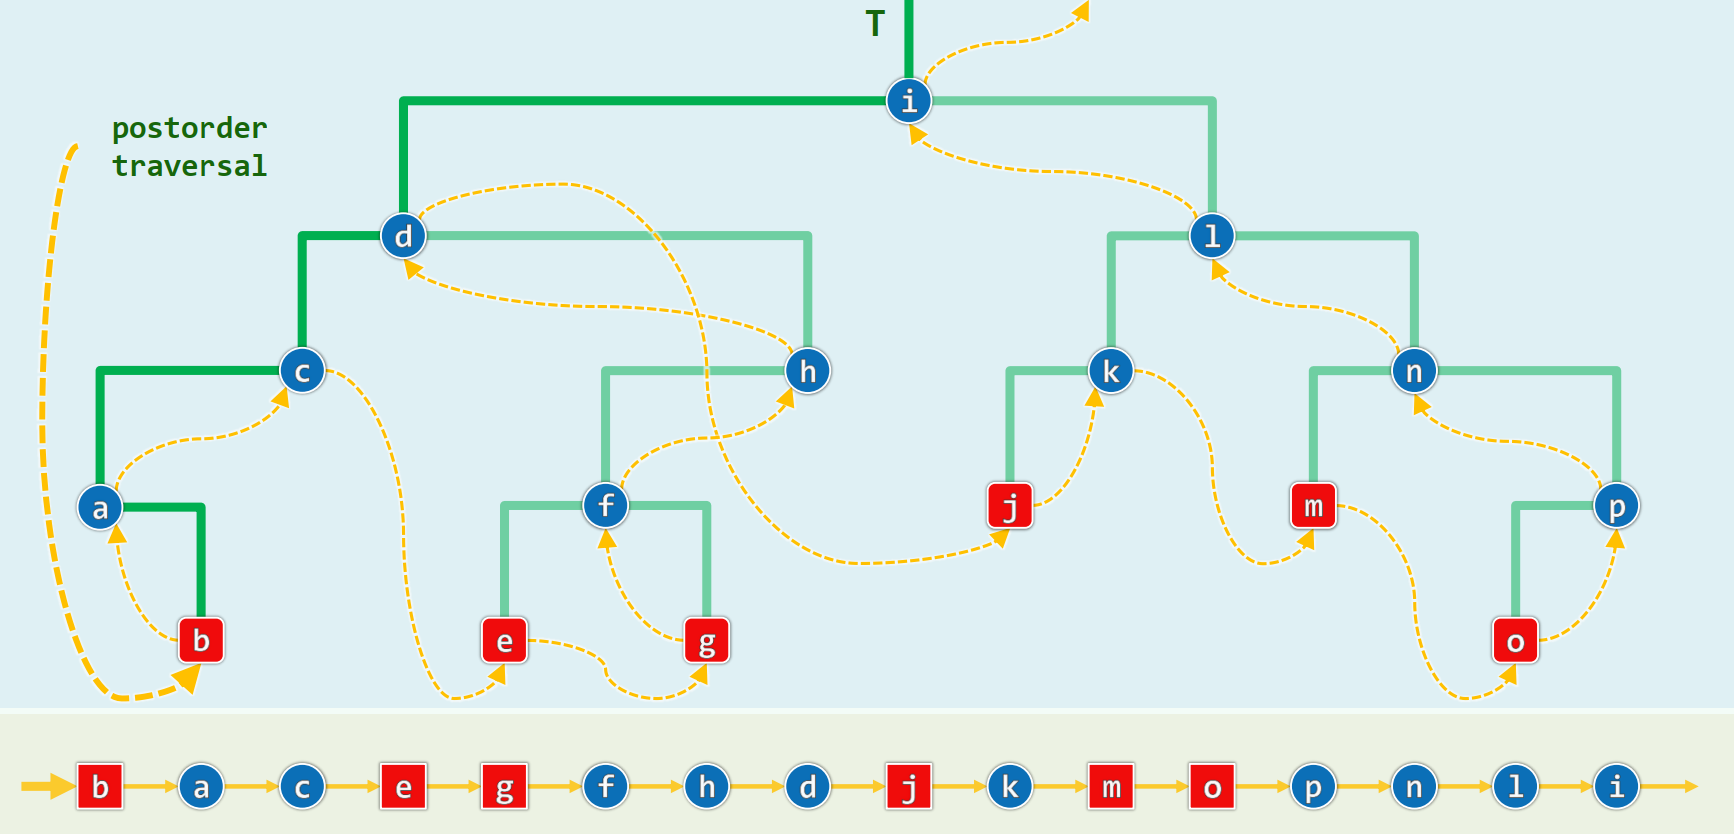 T
i
postorder
traversal
d l
c h k n
a f j m p
b e g o
b a c e g f h d j k m o p n l i